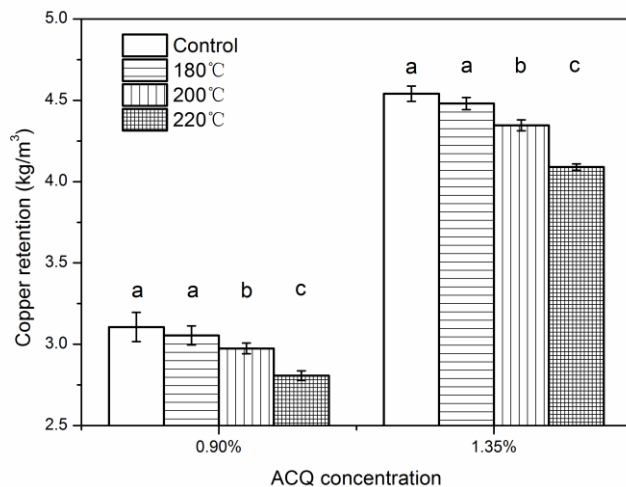 Control
180℃
200℃
220℃
a a b c
a a b c
Copper retention (kg/m³)
5.0
4.5
4.0
3.5
3.0
2.5
0.90% 1.35%
ACQ concentration